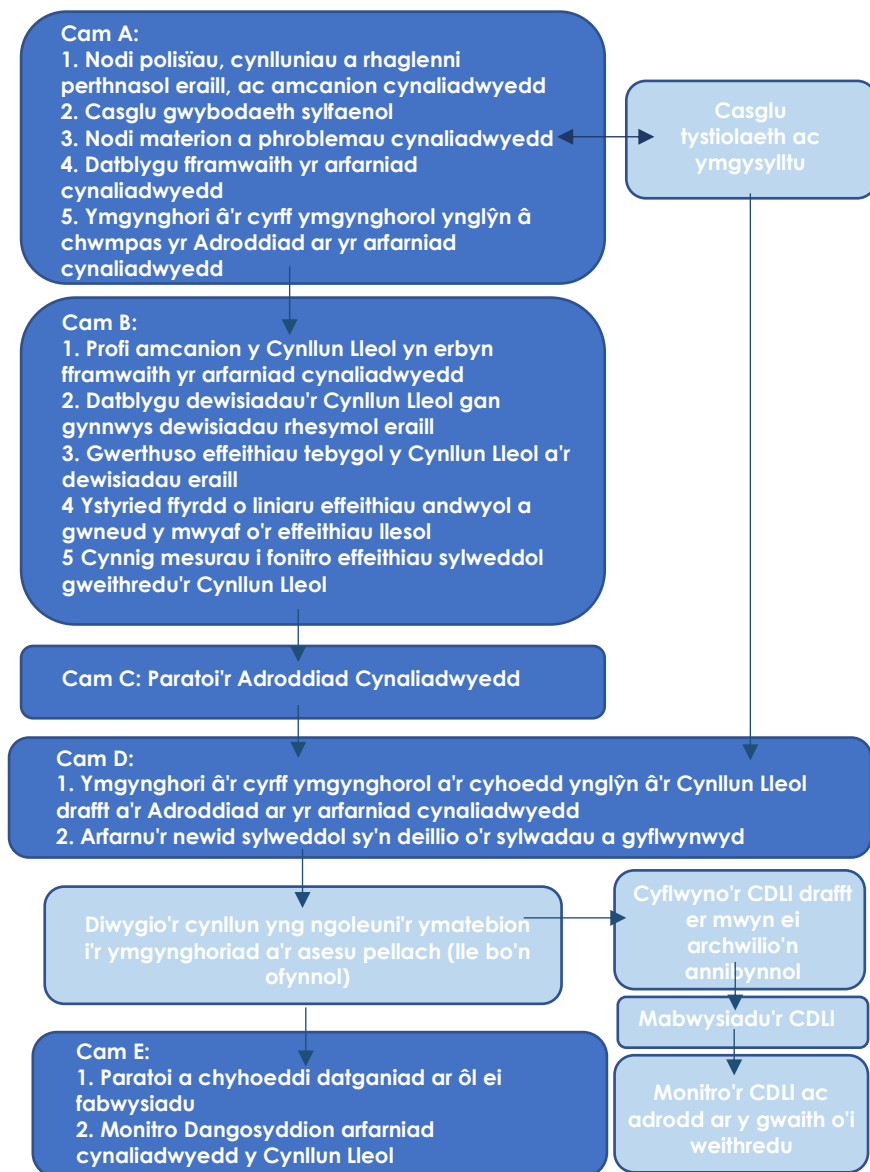 Cam A:
1. Nodi polisïau, cynlluniau a rhaglenni
perthnasol eraill, ac amcanion cynaliadwyedd
2. Casglu gwybodaeth sylfaenol
3. Nodi materion a phroblemau cynaliadwyedd
4. Datblygu fframwaith yr arfarniad
cynaliadwyedd
5. Ymgynghori â'r cyrff ymgynghorol ynglŷn â
chwmpas yr Adroddiad ar yr arfarniad
cynaliadwyedd
Casglu
tystiolaeth ac
ymgysylltu
Cam B:
1. Profi amcanion y Cynllun Lleol yn erbyn
fframwaith yr arfarniad cynaliadwyedd
2. Datblygu dewisiadau'r Cynllun Lleol gan
gynnwys dewisiadau rhesymol eraill
3. Gwerthuso effeithiau tebygol y Cynllun Lleol a'r
dewisiadau eraill
4 Ystyried ffyrdd o liniaru effeithiau andwyol a
gwneud y mwyaf o'r effeithiau llesol
5 Cynnig mesurau i fonitro effeithiau sylweddol
gweithredu'r Cynllun Lleol
Cam C: Paratoi'r Adroddiad Cynaliadwyedd
Cam D:
1. Ymgynghori â'r cyrff ymgynghorol a'r cyhoedd ynglŷn â'r Cynllun Lleol
drafft a'r Adroddiad ar yr arfarniad cynaliadwyedd
2. Arfarnu'r newid sylweddol sy'n deillio o'r sylwadau a gyflwynwyd
Diwygio'r cynllun yng ngoleuni'r ymatebion
i'r ymgynghoriad a'r asesu pellach (lle bo'n
ofynnol)
Cyflwyno'r CDLl drafft
er mwyn ei
archwilio'n
annibynnol
Mabwysiadu'r CDLl
Monitro'r CDLl ac
adrodd ar y gwaith o'i
weithredu
Cam E:
1. Paratoi a chyhoeddi datganiad ar ôl ei
fabwysiadu
2. Monitro Dangosyddion arfarniad
cynaliadwyedd y Cynllun Lleol